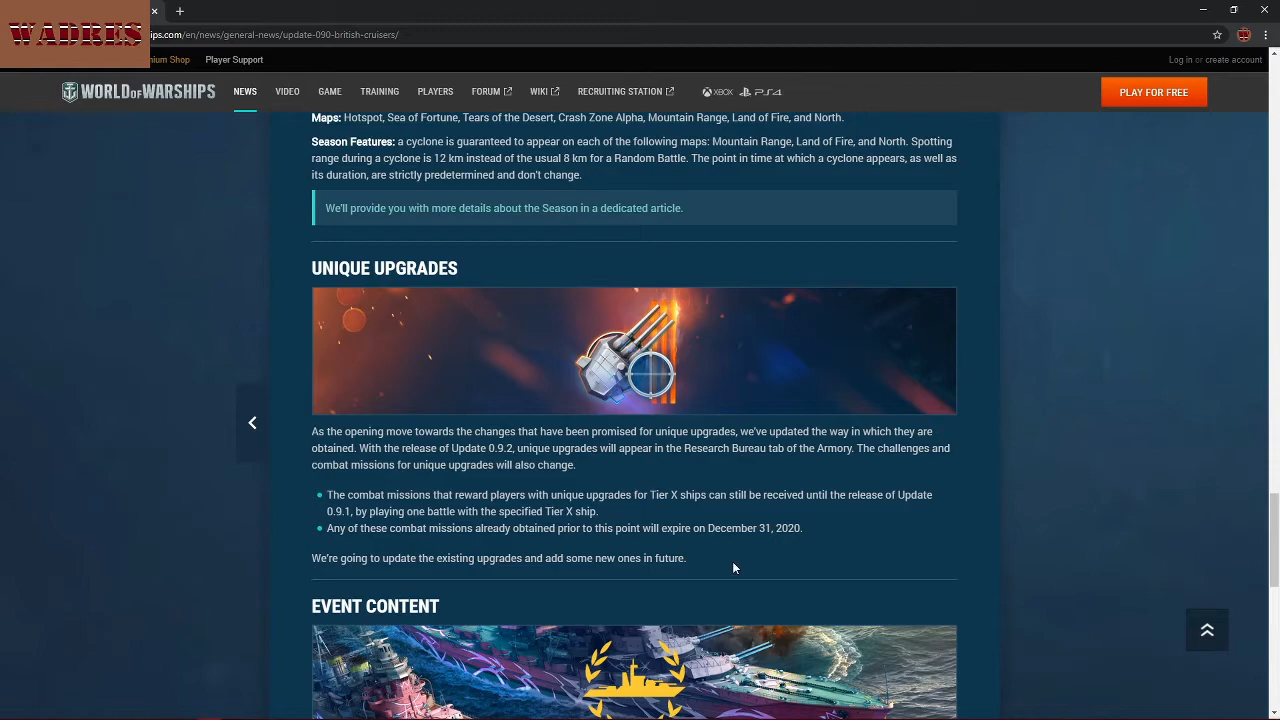 WADRES
ps.com/en/news/general-news/update-090-british-cruisers/
mium Shop Player Support Log in or create account
WORLD OF WARSHIPS NEWS VIDEO GAME TRAINING PLAYERS FORUM WIKI RECRUITING STATION XBOX PS4 PLAY FOR FREE
Maps: Hotspot, Sea of Fortune, Tears of the Desert, Crash Zone Alpha, Mountain Range, Land of Fire, and North.
Season Features: a cyclone is guaranteed to appear on each of the following maps: Mountain Range, Land of Fire, and North. Spotting
range during a cyclone is 12 km instead of the usual 8 km for a Random Battle. The point in time at which a cyclone appears, as well as
its duration, are strictly predetermined and don't change.
We'll provide you with more details about the Season in a dedicated article.
UNIQUE UPGRADES
As the opening move towards the changes that have been promised for unique upgrades, we've updated the way in which they are
obtained. With the release of Update 0.9.2, unique upgrades will appear in the Research Bureau tab of the Armory. The challenges and
combat missions for unique upgrades will also change.
The combat missions that reward players with unique upgrades for Tier X ships can still be received until the release of Update
0.9.1, by playing one battle with the specified Tier X ship.
Any of these combat missions already obtained prior to this point will expire on December 31, 2020.
We're going to update the existing upgrades and add some new ones in future.
EVENT CONTENT